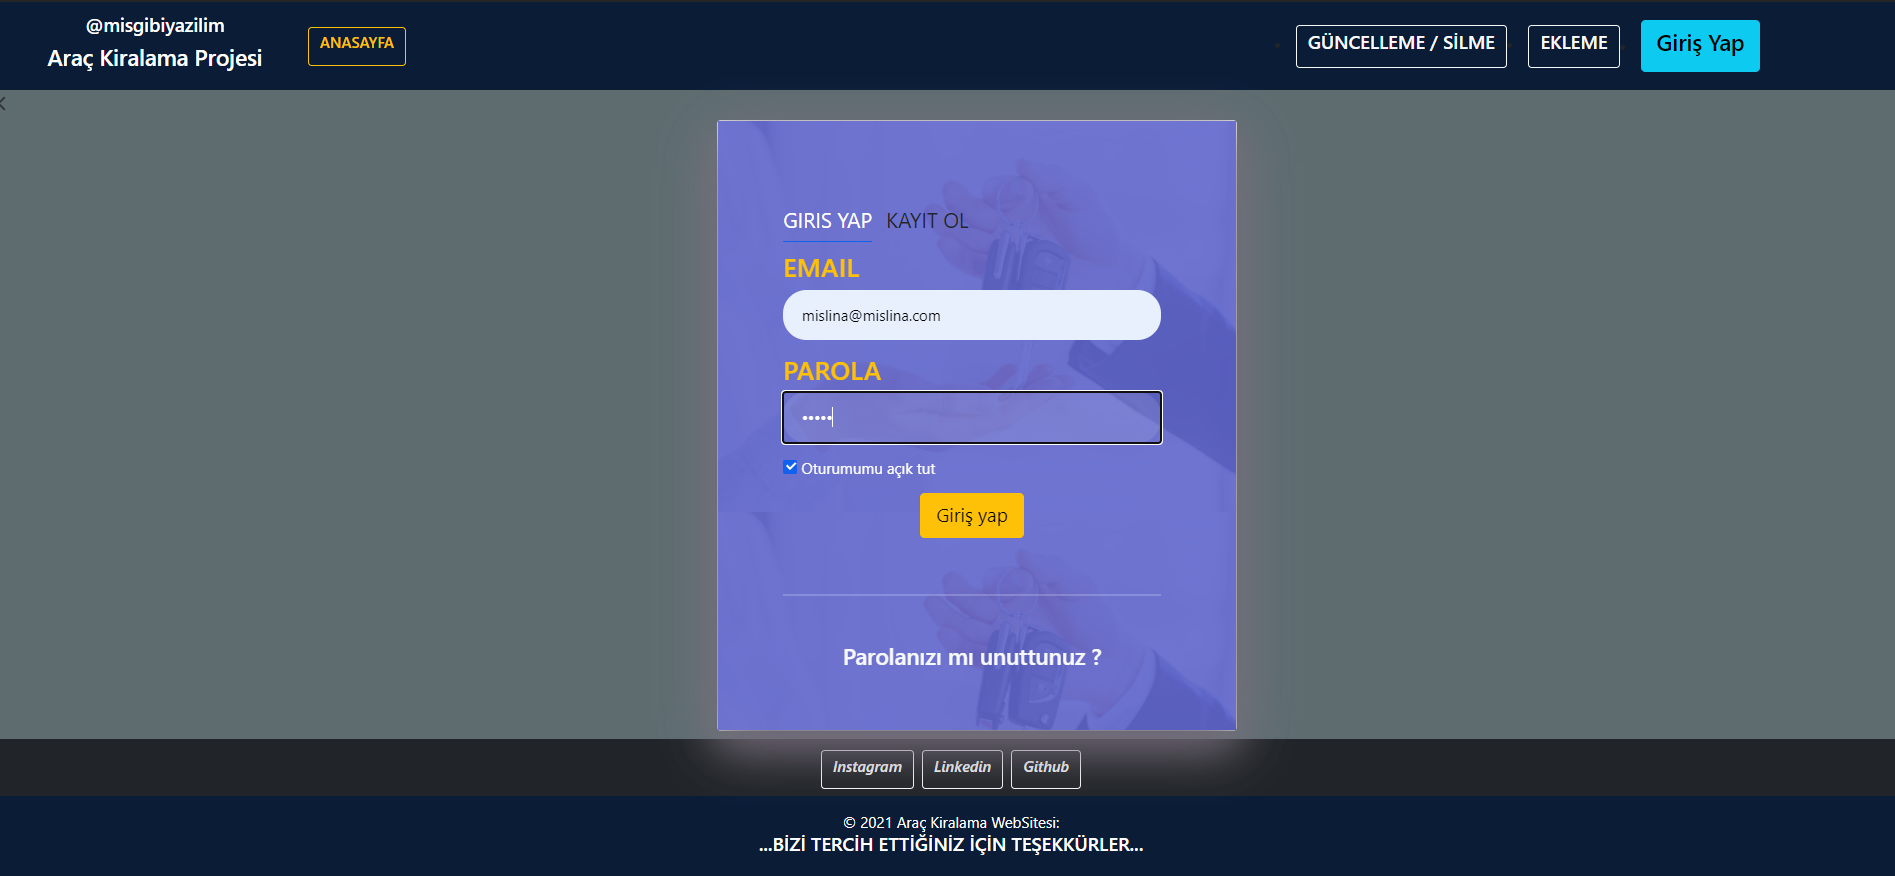 @misgibiyazilim
Araç Kiralama Projesi
ANASAYFA
GÜNCELLEME / SİLME
EKLEME
Giriş Yap
GIRIS YAP KAYIT OL
EMAIL
mislina@mislina.com
PAROLA
•••••
Oturumumu açık tut
Giriş yap
Parolanızı mı unuttunuz ?
Instagram Linkedin Github
© 2021 Araç Kiralama WebSitesi:
...BİZİ TERCİH ETTİĞİNİZ İÇİN TEŞEKKÜRLER...